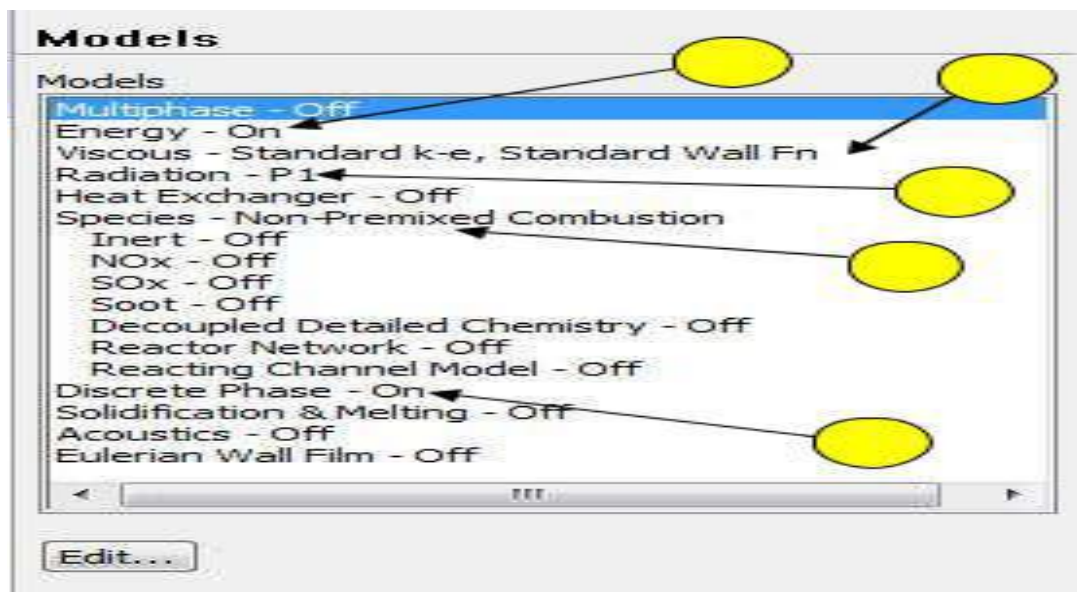 Models
Models
Multiphase - Off
Energy - On
Viscous - Standard k-e, Standard Wall Fn
Radiation - P1
Heat Exchanger - Off
Species - Non-Premixed Combustion
Inert - Off
NOx - Off
SOx - Off
Soot - Off
Decoupled Detailed Chemistry - Off
Reactor Network - Off
Reacting Channel Model - Off
Discrete Phase - On
Solidification & Melting - Off
Acoustics - Off
Eulerian Wall Film - Off
Edit...